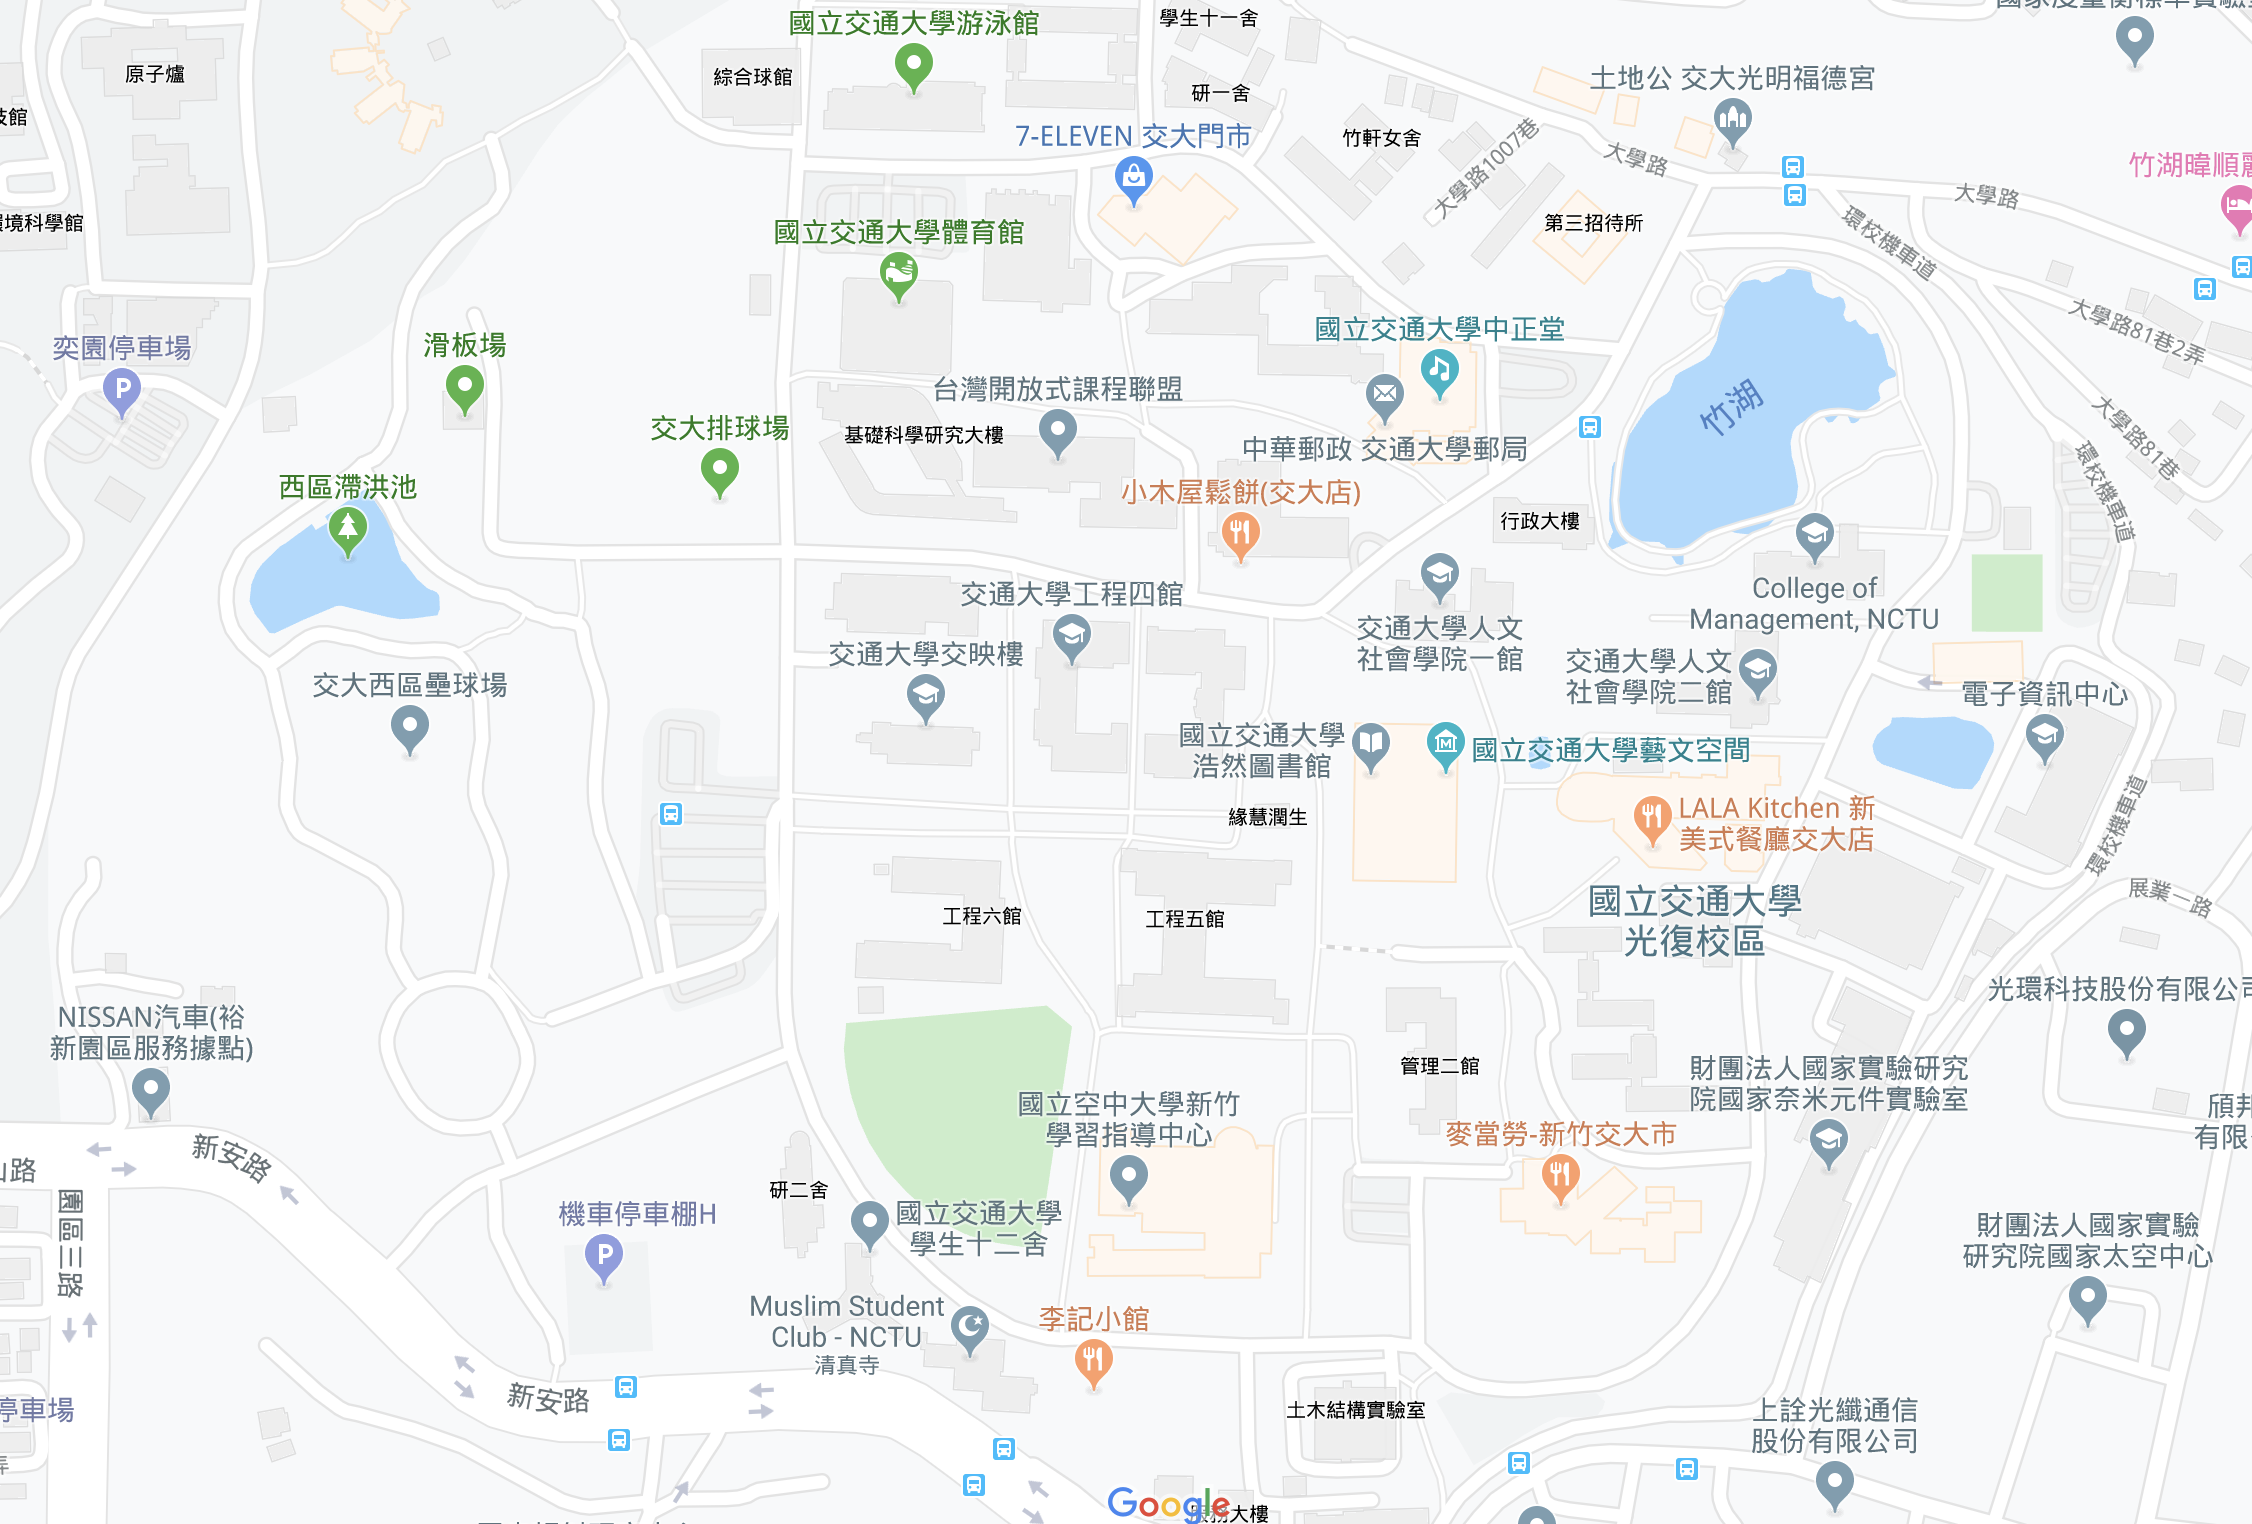 國立交通大學游泳館
學生十一舍
原子爐
綜合球館
研一舍
土地公 交大光明福德宮
7-ELEVEN 交大門市
竹軒女舍
大學路1007巷
大學路
竹湖暐順麗
大學路
環境科學館
國立交通大學體育館
第三招待所
環校機車道
奕園停車場
滑板場
國立交通大學中正堂
大學路81巷2弄
台灣開放式課程聯盟
竹湖
交大排球場
基礎科學研究大樓
中華郵政 交通大學郵局
大學路81巷
西區滯洪池
小木屋鬆餅(交大店)
行政大樓
環校機車道
交通大學工程四館
College of
Management, NCTU
交通大學人文
社會學院一館
交通大學交映樓
交通大學人文
社會學院二館
交大西區壘球場
電子資訊中心
國立交通大學
浩然圖書館
國立交通大學藝文空間
緣慧潤生
LALA Kitchen 新
美式餐廳交大店
環校機車道
工程六館
工程五館
國立交通大學
光復校區
展業一路
NISSAN汽車(裕
新園區服務據點)
光環科技股份有限公司
管理二館
財團法人國家實驗研究
院國家奈米元件實驗室
國立空中大學新竹
學習指導中心
頎邦
有限
麥當勞-新竹交大市
新安路
山路
園區三路
研二舍
機車停車棚H
國立交通大學
學生十二舍
財團法人國家實驗
研究院國家太空中心
Muslim Student
Club - NCTU
清真寺
李記小館
新安路
停車場
土木結構實驗室
上詮光纖通信
股份有限公司
Google
大樓